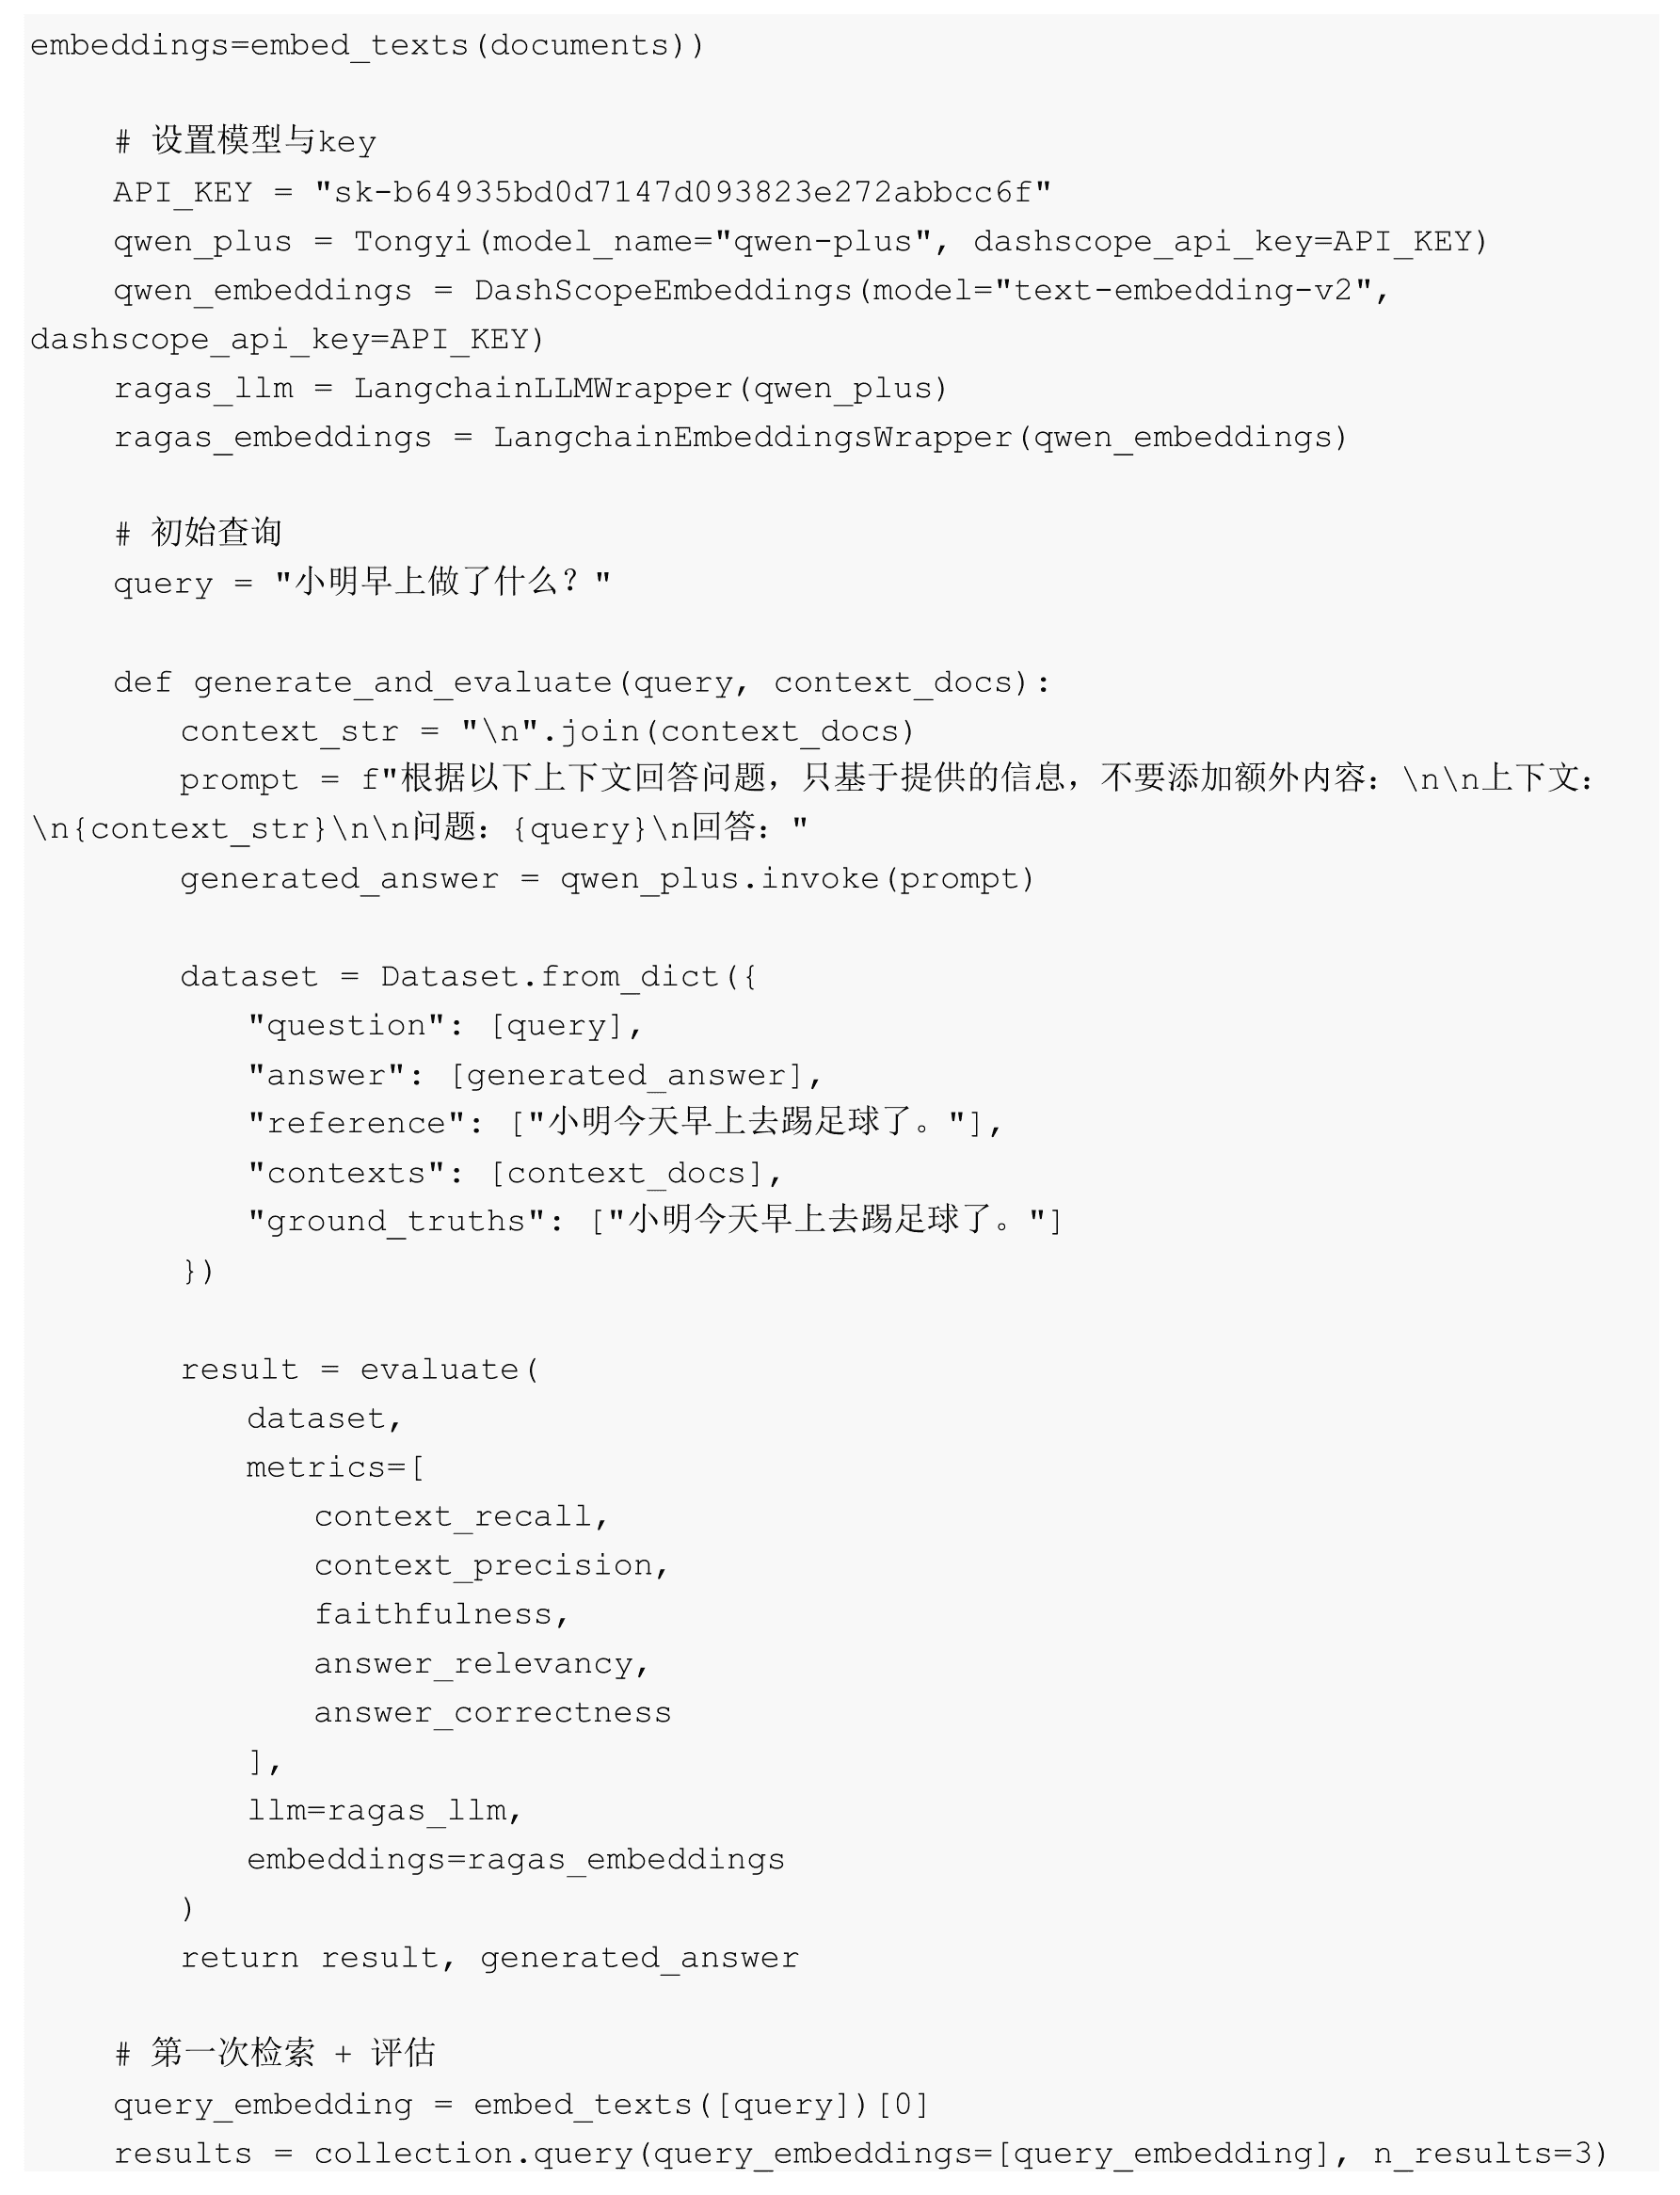 embeddings=embed_texts(documents))
# 设置模型与key
API_KEY = "sk-b64935bd0d7147d093823e272abbcc6f"
qwen_plus = Tongyi(model_name="qwen-plus", dashscope_api_key=API_KEY)
qwen_embeddings = DashScopeEmbeddings(model="text-embedding-v2",
dashscope_api_key=API_KEY)
ragas_llm = LangchainLLMWrapper(qwen_plus)
ragas_embeddings = LangchainEmbeddingsWrapper(qwen_embeddings)
# 初始查询
query = "小明早上做了什么？"
def generate_and_evaluate(query, context_docs):
context_str = "\n".join(context_docs)
prompt = f"根据以下上下文回答问题，只基于提供的信息，不要添加额外内容：\n\n上下文：
\n{context_str}\n\n问题：{query}\n回答："
generated_answer = qwen_plus.invoke(prompt)
dataset = Dataset.from_dict({
"question": [query],
"answer": [generated_answer],
"reference": ["小明今天早上去踢足球了。"],
"contexts": [context_docs],
"ground_truths": ["小明今天早上去踢足球了。"]
})
result = evaluate(
dataset,
metrics=[
context_recall,
context_precision,
faithfulness,
answer_relevancy,
answer_correctness
],
llm=ragas_llm,
embeddings=ragas_embeddings
)
return result, generated_answer
# 第一次检索 + 评估
query_embedding = embed_texts([query])[0]
results = collection.query(query_embeddings=[query_embedding], n_results=3)